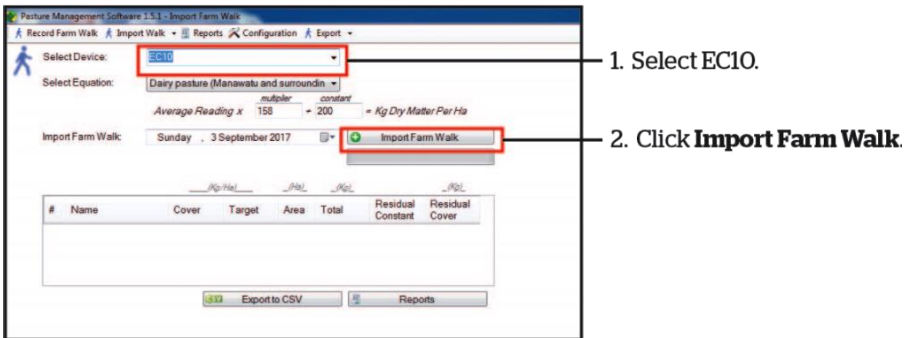 Pasture Management Software 1.5.1 - Import Farm Walk
Record Farm Walk Import Walk Reports Configuration Export
Select Device: EC10
1. Select EC10.
Select Equation: Dairy pasture (Manawatu and surroundin
multiplier constant
Average Reading x 158 + 200 = Kg Dry Matter Per Ha
Import Farm Walk: Sunday , 3 September 2017 Import Farm Walk
2. Click Import Farm Walk.
__(Kg/Ha)__ _(Ha)_ _(Kg)_ _(Kg)_
# Name Cover Target Area Total Residual Constant Residual Cover
Export to CSV Reports